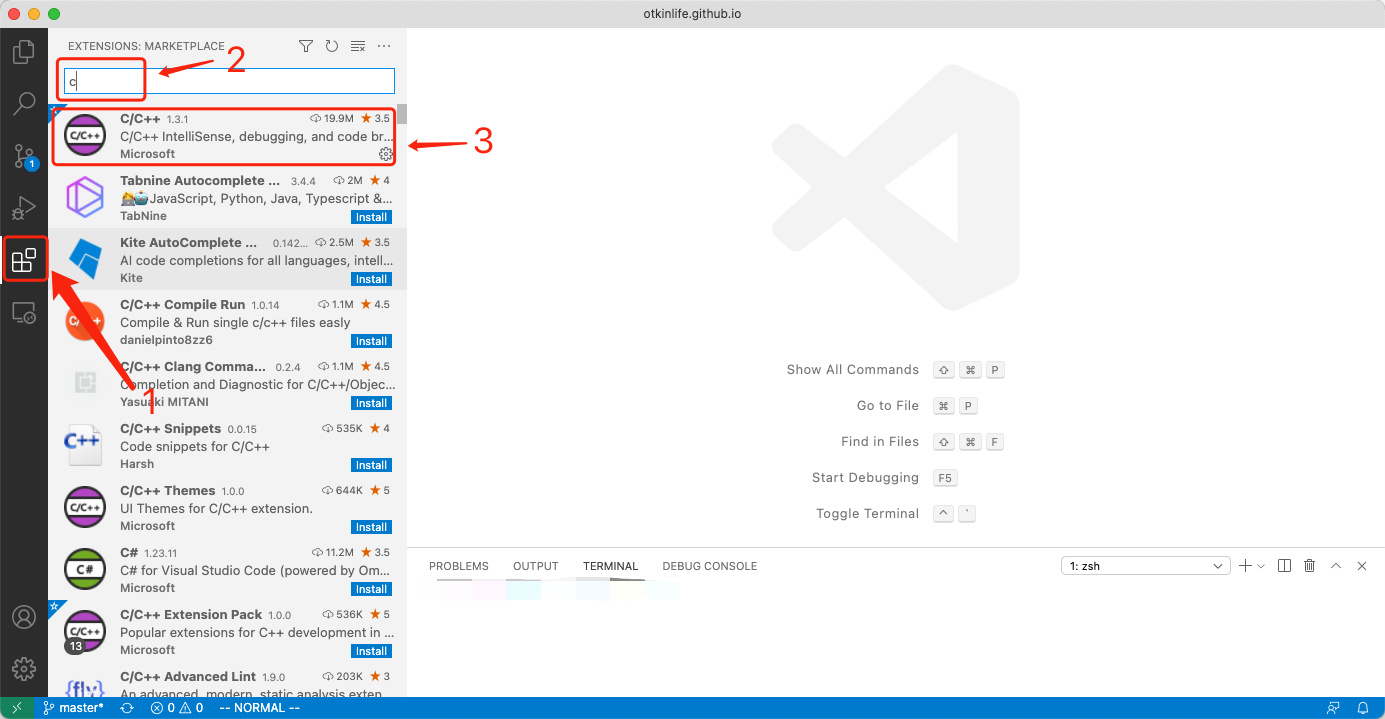 otkinlife.github.io
EXTENSIONS: MARKETPLACE
2
c
C/C++ 1.3.1 19.9M ★ 3.5
C/C++ IntelliSense, debugging, and code br...
Microsoft
3
Tabnine Autocomplete ... 3.4.4 2M ★ 4
JavaScript, Python, Java, Typescript &...
TabNine Install
Kite AutoComplete ... 0.142... 2.5M ★ 3.5
AI code completions for all languages, intell...
Kite Install
C/C++ Compile Run 1.0.14 1.1M ★ 4.5
Compile & Run single c/c++ files easly
danielpinto8zz6 Install
C/C++ Clang Comma... 0.2.4 1.1M ★ 4.5
Completion and Diagnostic for C/C++/Objec...
Yasuaki MITANI Install
1
C/C++ Snippets 0.0.15 535K ★ 4
Code snippets for C/C++
Harsh Install
C/C++ Themes 1.0.0 644K ★ 5
UI Themes for C/C++ extension.
Microsoft Install
C# 1.23.11 11.2M ★ 3.5
C# for Visual Studio Code (powered by Om...
Microsoft Install
C/C++ Extension Pack 1.0.0 536K ★ 5
Popular extensions for C++ development in ...
Microsoft Install
13
C/C++ Advanced Lint 1.9.0 203K ★ 3
An advanced, modern, static analysis exten...
{fly}
C/C++
C/C++
C++
C/C++
C#
C/C++
1
Show All Commands ⇧ ⌘ P
Go to File ⌘ P
Find in Files ⇧ ⌘ F
Start Debugging F5
Toggle Terminal ^ `
PROBLEMS OUTPUT TERMINAL DEBUG CONSOLE 1: zsh
master* 0 0 -- NORMAL --